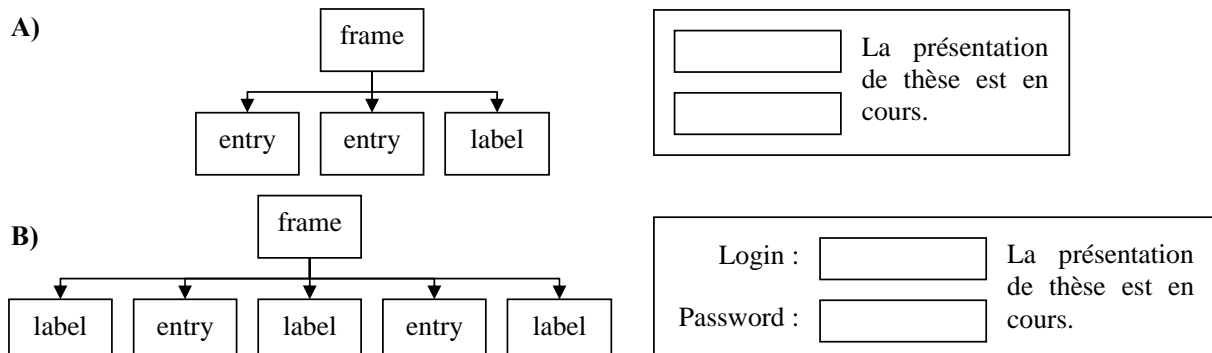 A)
frame
entry entry label
La présentation
de thèse est en
cours.
B)
frame
label entry label entry label
Login :
Password :
La présentation
de thèse est en
cours.